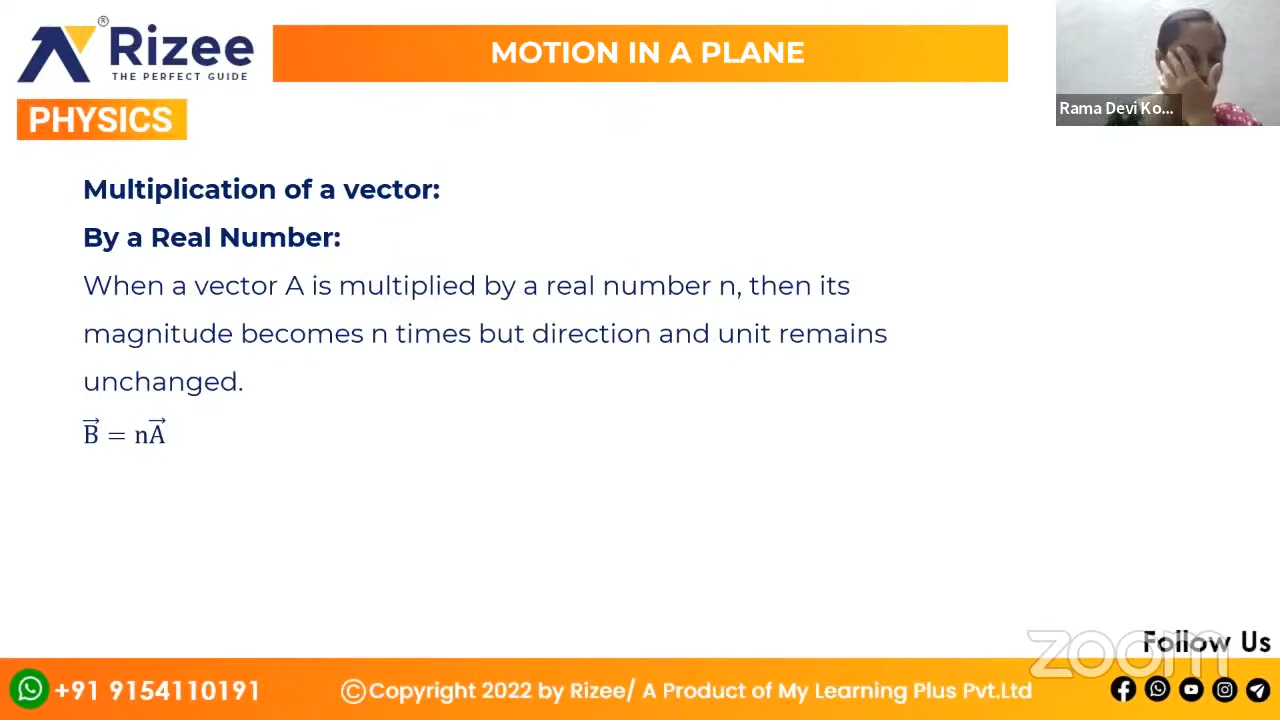 Rizee®
THE PERFECT GUIDE
MOTION IN A PLANE
Rama Devi Ko...
PHYSICS
Multiplication of a vector:
By a Real Number:
When a vector A is multiplied by a real number n, then its
magnitude becomes n times but direction and unit remains
unchanged.
B⃗ = nA⃗
zoom
Follow Us
+91 9154110191
©Copyright 2022 by Rizee/ A Product of My Learning Plus Pvt.Ltd